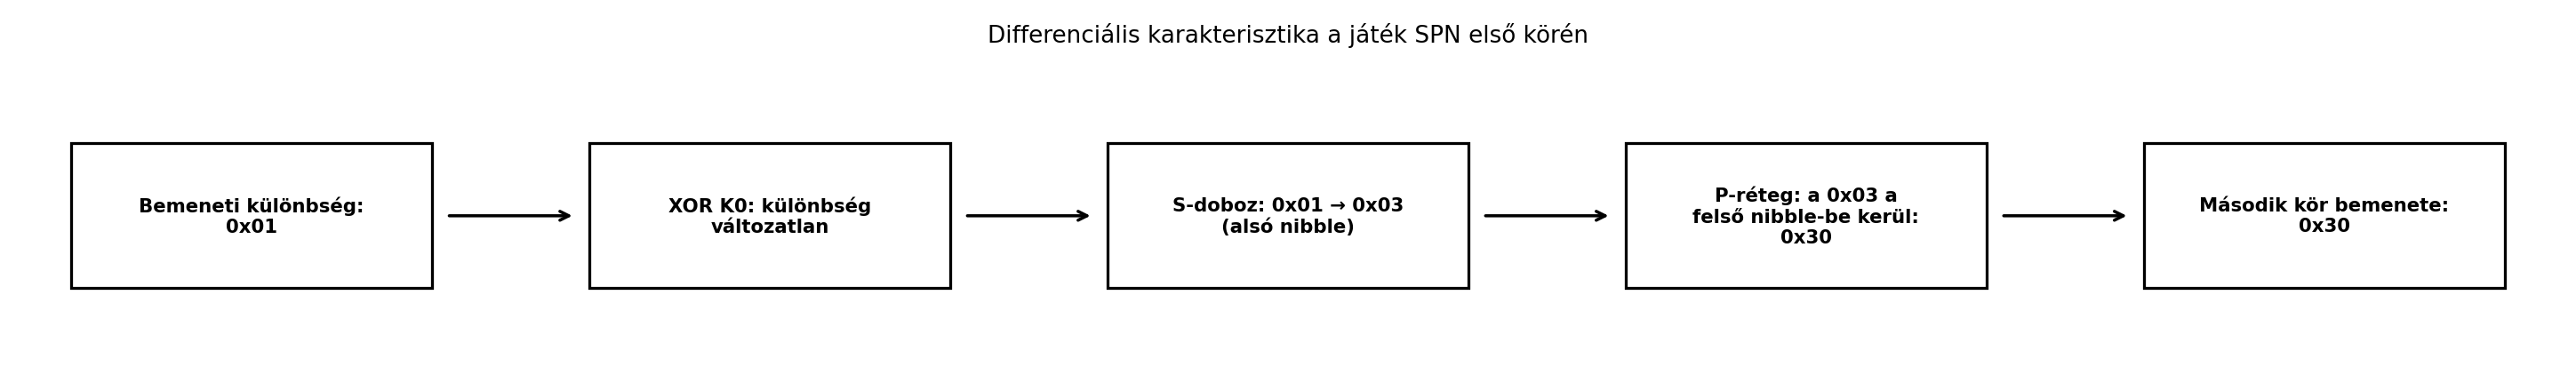 Differenciális karakterisztika a játék SPN első körén
Bemeneti különbség:
0x01
XOR K0: különbség
változatlan
S-doboz: 0x01 → 0x03
(alsó nibble)
P-réteg: a 0x03 a
felső nibble-be kerül:
0x30
Második kör bemenete:
0x30